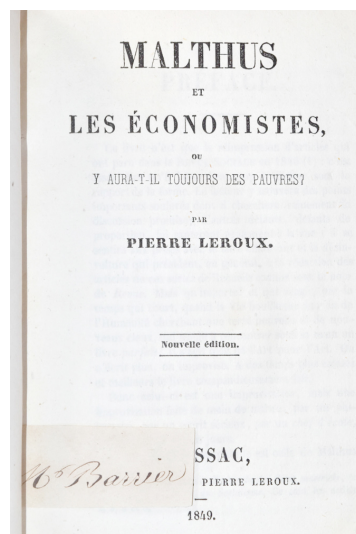 MALTHUS
ET
LES ÉCONOMISTES,
OU
Y AURA-T-IL TOUJOURS DES PAUVRES?
PAR
PIERRE LEROUX.
Nouvelle édition.
SSAC,
PIERRE LEROUX.
1849.
Mr Barrier